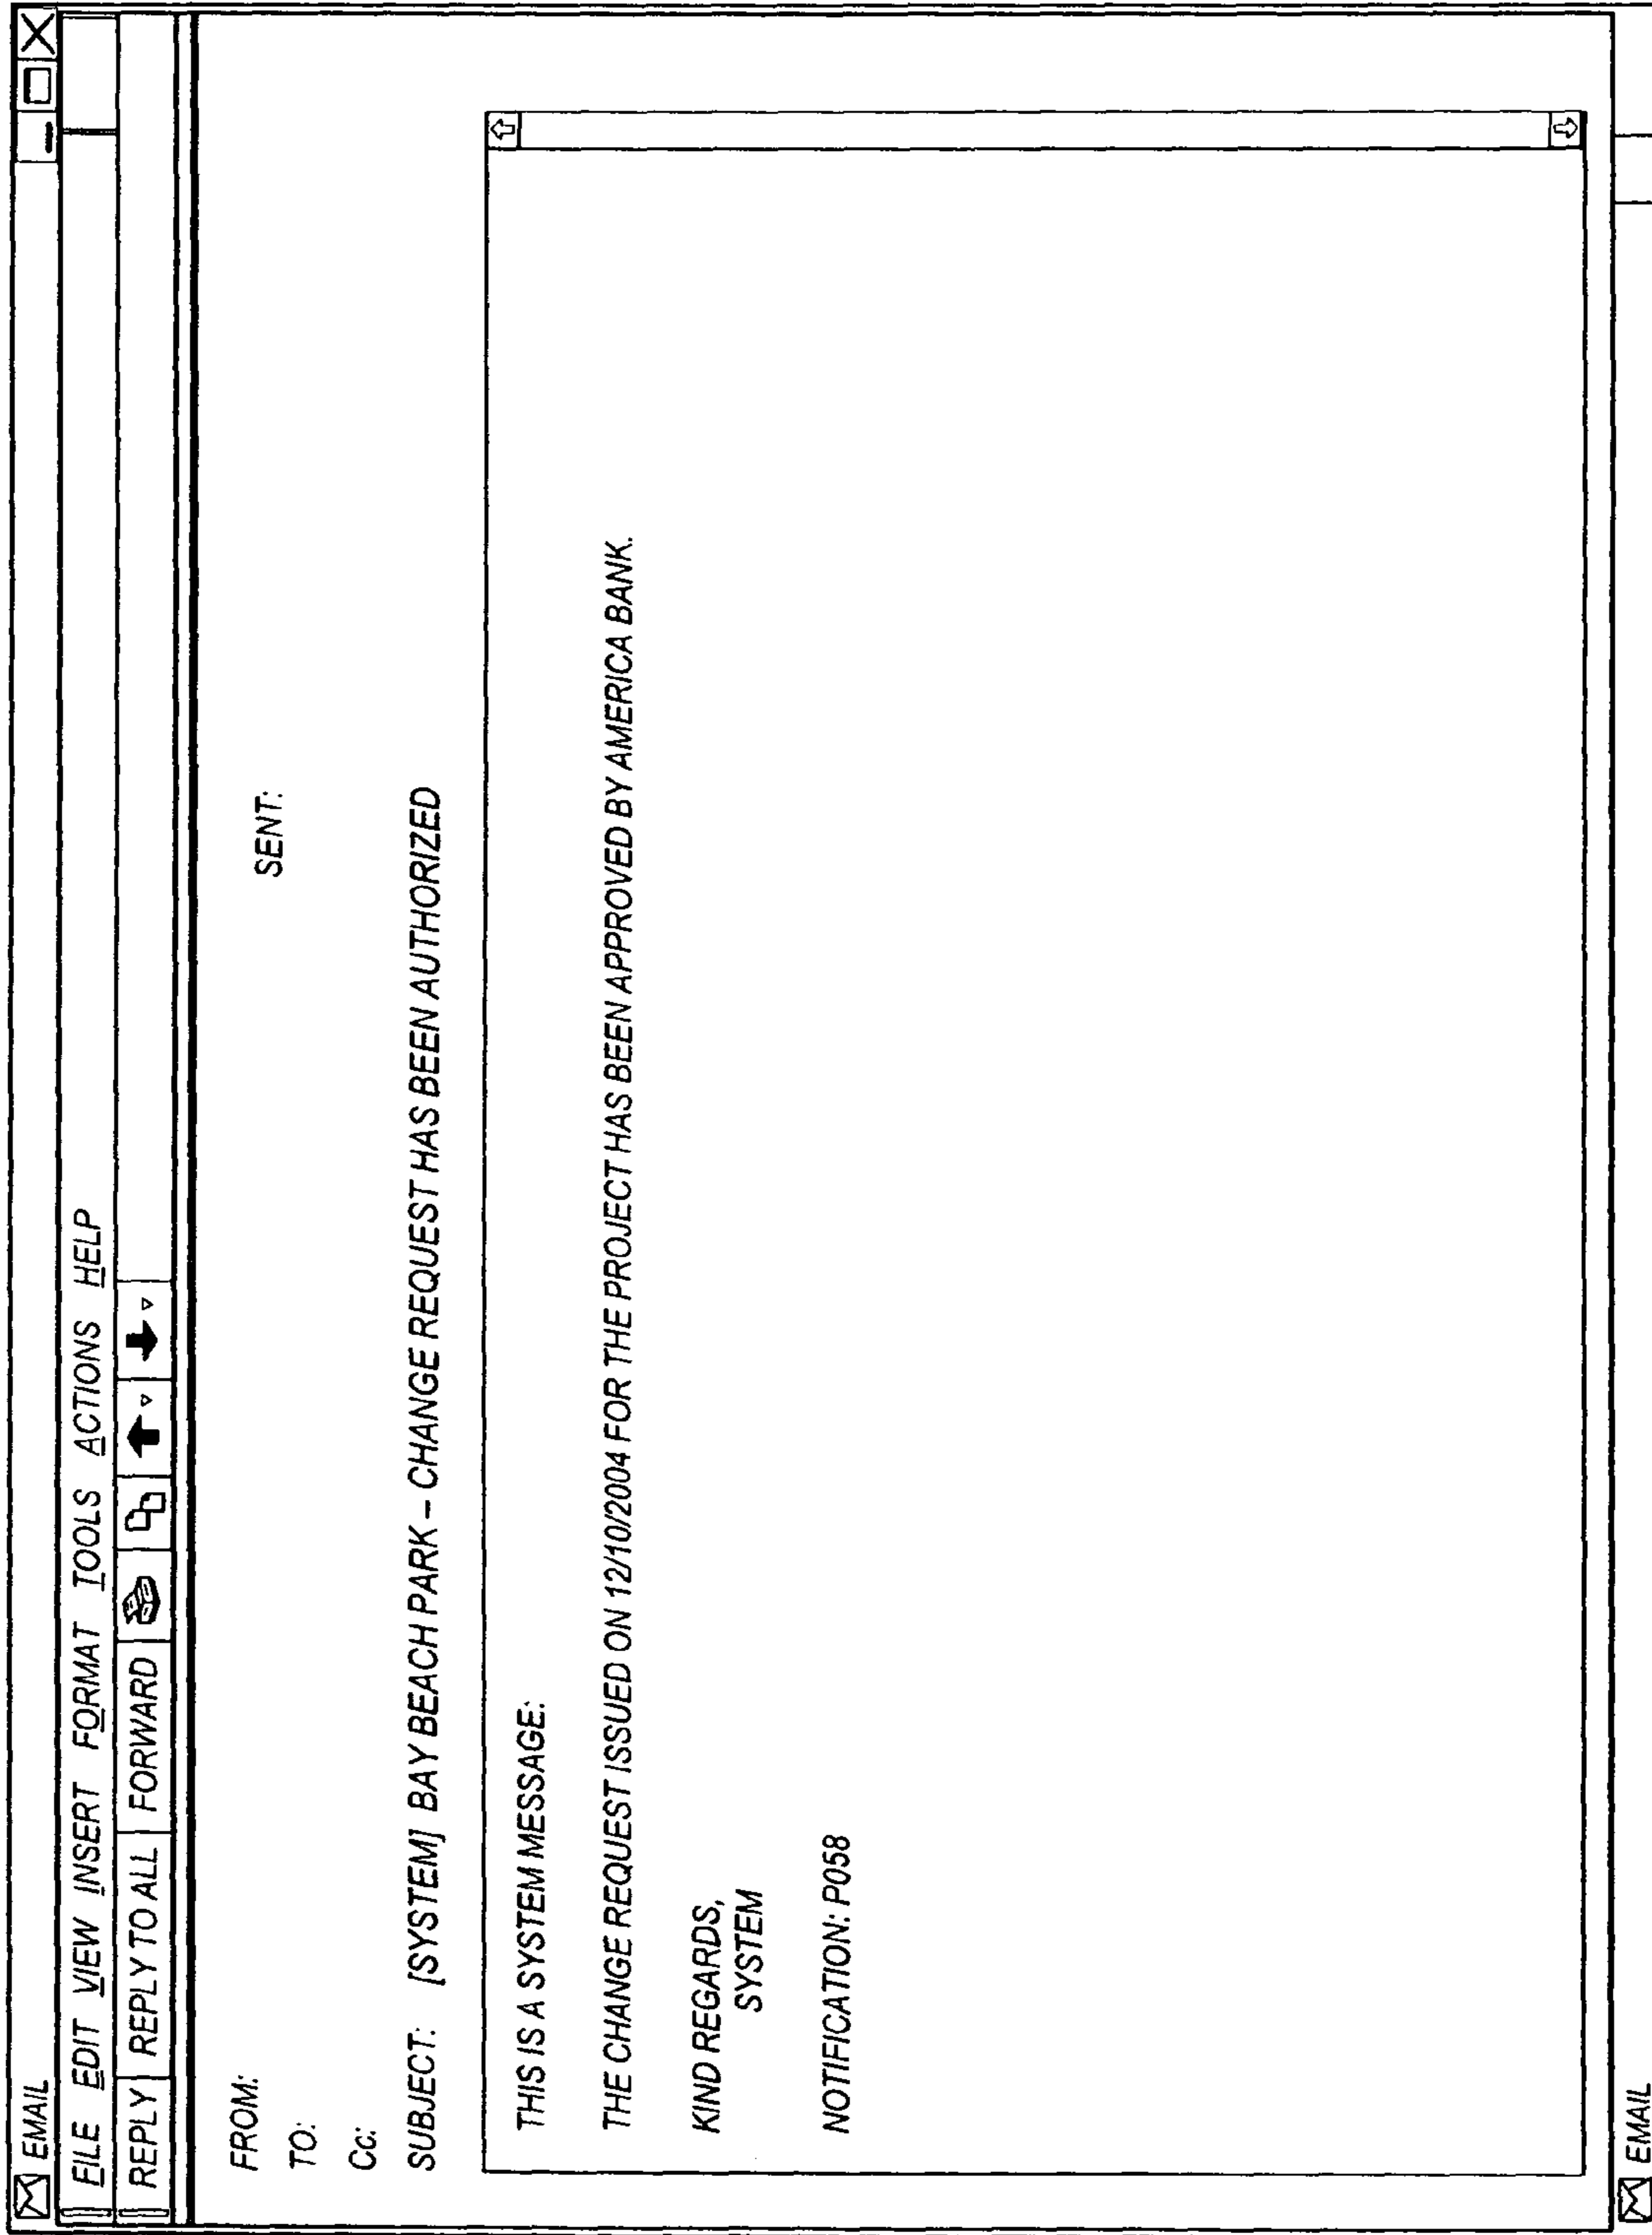 EMAIL
FILE EDIT VIEW INSERT FORMAT TOOLS ACTIONS HELP
REPLY REPLY TO ALL FORWARD
FROM:
SENT:
TO:
Cc:
SUBJECT: [SYSTEM] BAY BEACH PARK – CHANGE REQUEST HAS BEEN AUTHORIZED
THIS IS A SYSTEM MESSAGE:
THE CHANGE REQUEST ISSUED ON 12/10/2004 FOR THE PROJECT HAS BEEN APPROVED BY AMERICA BANK.
KIND REGARDS,
SYSTEM
NOTIFICATION: P058
EMAIL